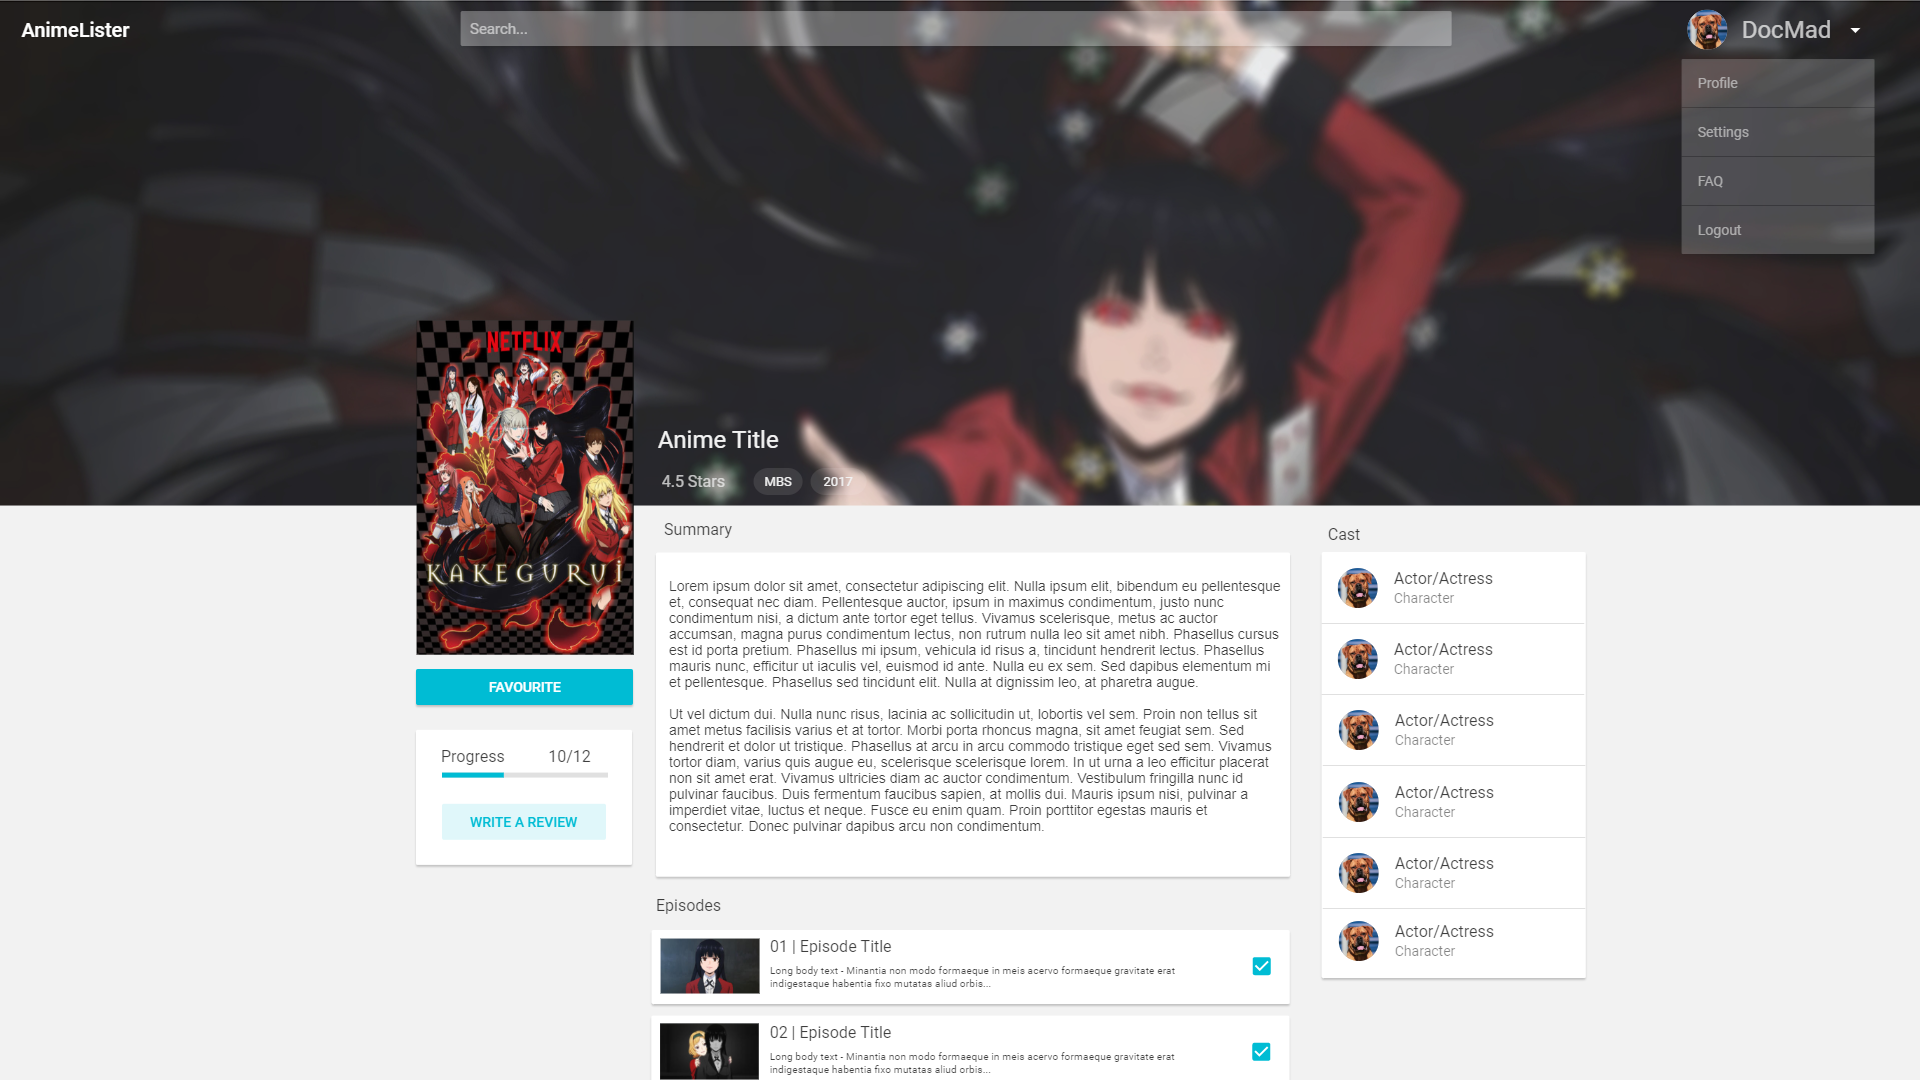 AnimeLister
Search...
DocMad
Profile
Settings
FAQ
Logout
NETFLIX
KAKEGURUI
Anime Title
4.5 Stars
MBS
2017
FAVOURITE
Progress 10/12
WRITE A REVIEW
Summary
Lorem ipsum dolor sit amet, consectetur adipiscing elit. Nulla ipsum elit, bibendum eu pellentesque
et, consequat nec diam. Pellentesque auctor, ipsum in maximus condimentum, justo nunc
condimentum nisi, a dictum ante tortor eget tellus. Vivamus scelerisque, metus ac auctor
accumsan, magna purus condimentum lectus, non rutrum nulla leo sit amet nibh. Phasellus cursus
est id porta pretium. Phasellus mi ipsum, vehicula id risus a, tincidunt hendrerit lectus. Phasellus
mauris nunc, efficitur ut iaculis vel, euismod id ante. Nulla eu ex sem. Sed dapibus elementum mi
et pellentesque. Phasellus sed tincidunt elit. Nulla at dignissim leo, at pharetra augue.
Ut vel dictum dui. Nulla nunc risus, lacinia ac sollicitudin ut, lobortis vel sem. Proin non tellus sit
amet metus facilisis varius et at tortor. Morbi porta rhoncus magna, sit amet feugiat sem. Sed
hendrerit et dolor ut tristique. Phasellus at arcu in arcu commodo tristique eget sed sem. Vivamus
tortor diam, varius quis augue eu, scelerisque scelerisque lorem. In ut urna a leo efficitur placerat
non sit amet erat. Vivamus ultricies diam ac auctor condimentum. Vestibulum fringilla nunc id
pulvinar faucibus. Duis fermentum faucibus sapien, at mollis dui. Mauris ipsum nisi, pulvinar a
imperdiet vitae, luctus et neque. Fusce eu enim quam. Proin porttitor egestas mauris et
consectetur. Donec pulvinar dapibus arcu non condimentum.
Episodes
01 | Episode Title
Long body text - Minantia non modo formaeque in meis acervo formaeque gravitate erat
indigestaque habentia fixo mutatas aliud orbis...
02 | Episode Title
Long body text - Minantia non modo formaeque in meis acervo formaeque gravitate erat
indigestaque habentia fixo mutatas aliud orbis...
Cast
Actor/Actress
Character
Actor/Actress
Character
Actor/Actress
Character
Actor/Actress
Character
Actor/Actress
Character
Actor/Actress
Character